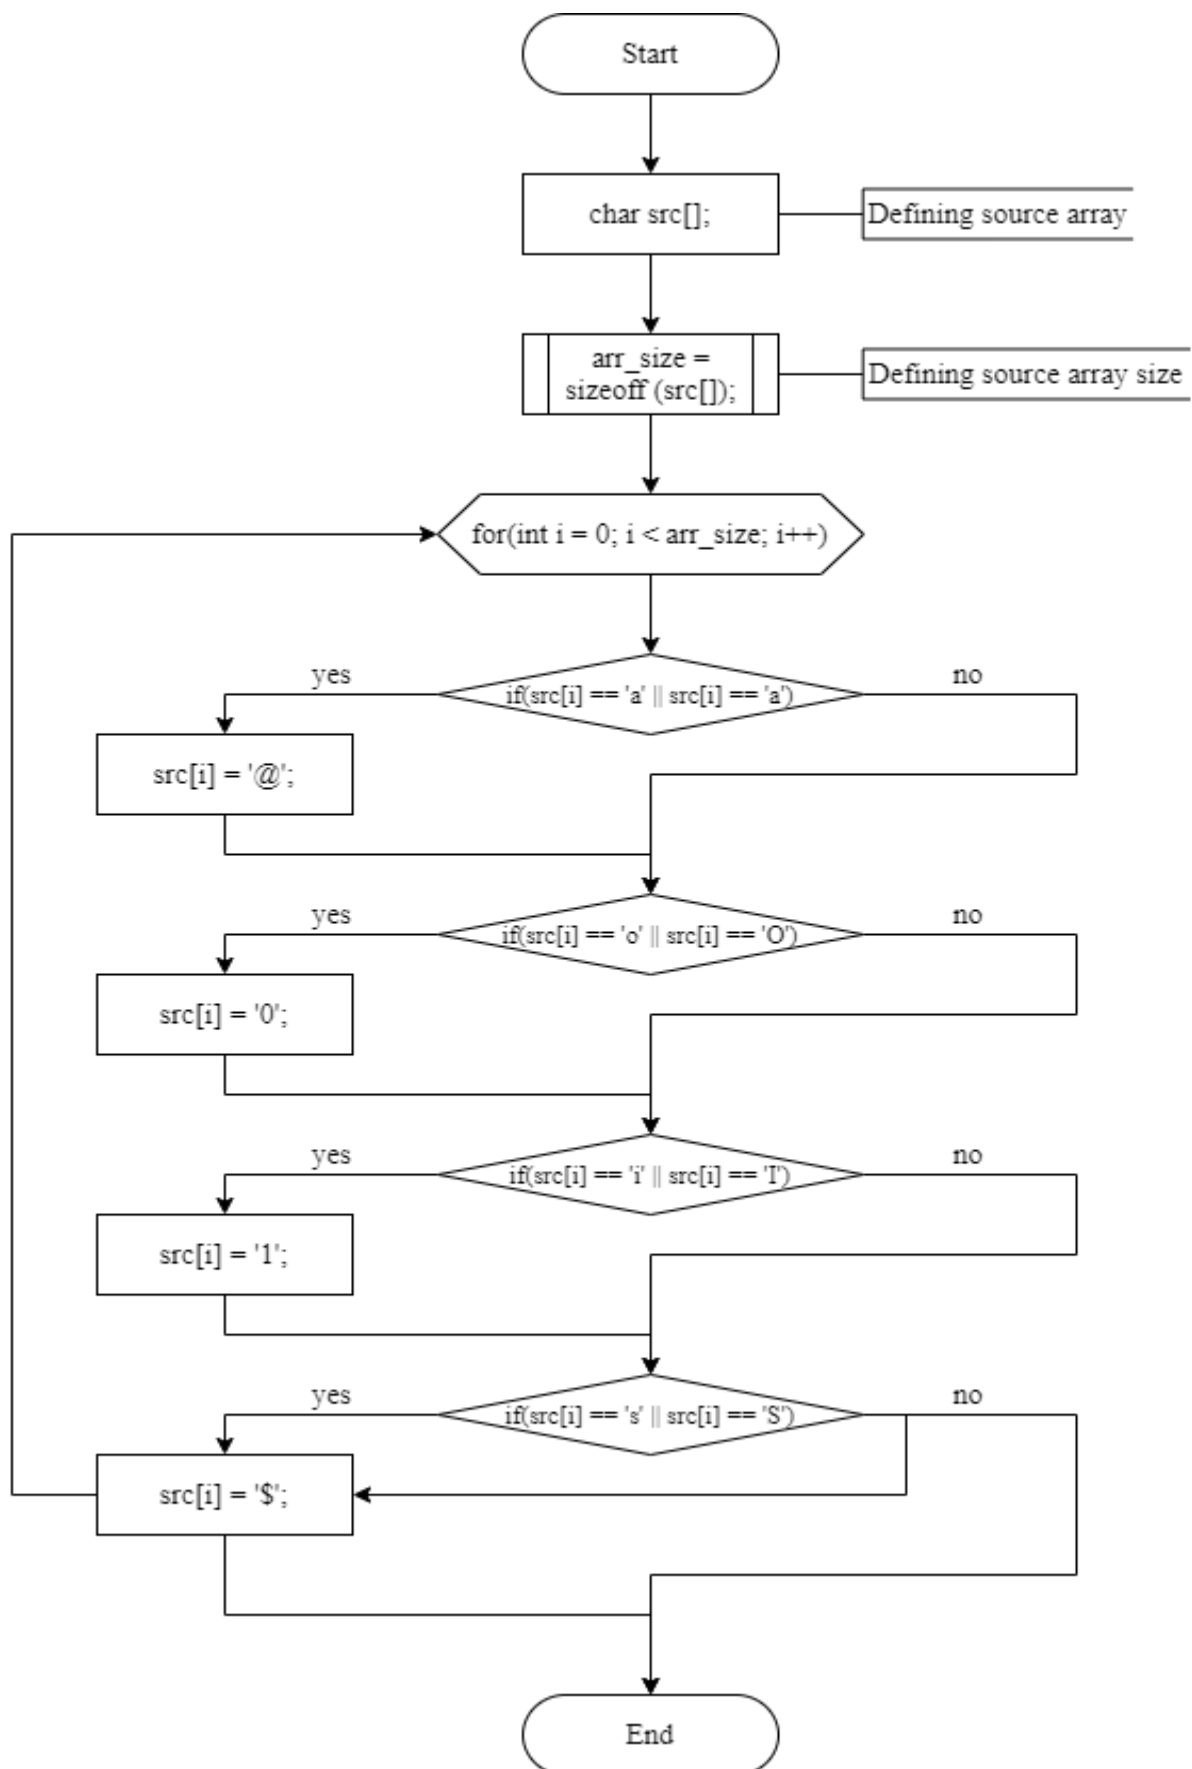 Start
char src[];
Defining source array
arr_size =
sizeoff (src[]);
Defining source array size
for(int i = 0; i < arr_size; i++)
yes
if(src[i] == 'a' || src[i] == 'a')
no
src[i] = '@';
yes
if(src[i] == 'o' || src[i] == 'O')
no
src[i] = '0';
yes
if(src[i] == 'i' || src[i] == 'I')
no
src[i] = '1';
yes
if(src[i] == 's' || src[i] == 'S')
no
src[i] = '$';
End